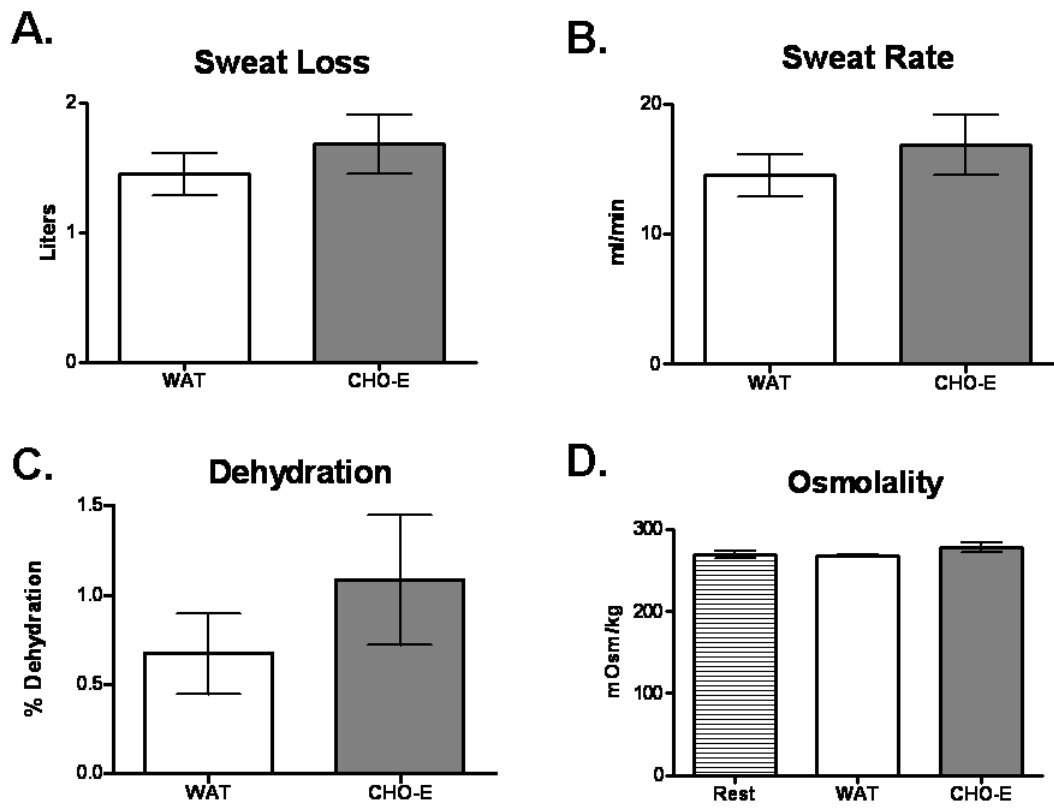 A.
Sweat Loss
2
1
0
Liters
WAT
CHO-E
B.
Sweat Rate
20
10
0
ml/min
WAT
CHO-E
C.
Dehydration
1.5
1.0
0.5
0.0
% Dehydration
WAT
CHO-E
D.
Osmolality
300
200
100
0
mOsm/kg
Rest
WAT
CHO-E